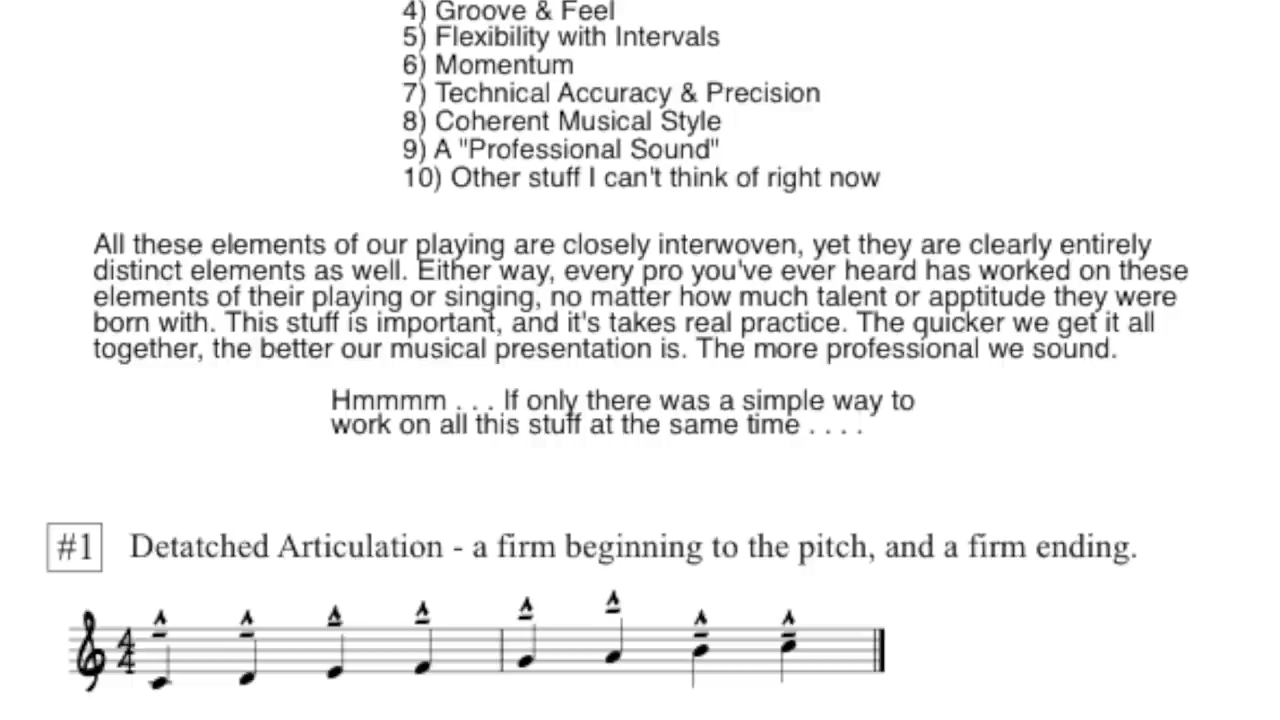 4) Groove & Feel
5) Flexibility with Intervals
6) Momentum
7) Technical Accuracy & Precision
8) Coherent Musical Style
9) A "Professional Sound"
10) Other stuff I can't think of right now
All these elements of our playing are closely interwoven, yet they are clearly entirely
distinct elements as well. Either way, every pro you've ever heard has worked on these
elements of their playing or singing, no matter how much talent or apptitude they were
born with. This stuff is important, and it's takes real practice. The quicker we get it all
together, the better our musical presentation is. The more professional we sound.
Hmmmm . . . If only there was a simple way to
work on all this stuff at the same time . . . .
#1 Detatched Articulation - a firm beginning to the pitch, and a firm ending.
4
4